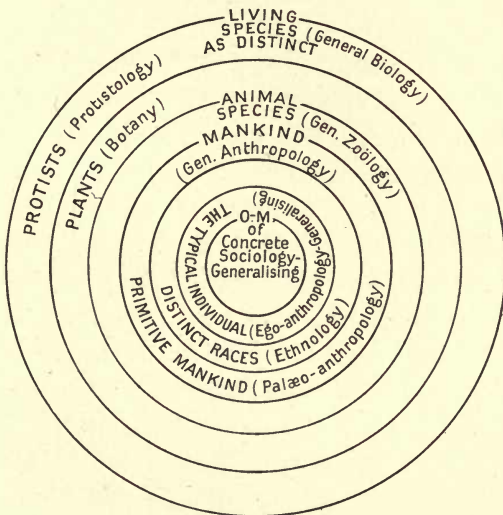 LIVING
SPECIES (General Biology)
AS DISTINCT
PROTISTS (Protistology)
PLANTS (Botany)
ANIMAL
SPECIES (Gen. Zoölogy)
MANKIND
(Gen. Anthropology)
PRIMITIVE MANKIND (Palæo-anthropology)
DISTINCT RACES (Ethnology)
THE TYPICAL INDIVIDUAL (Ego-anthropology-Generalising)
O-M
of
Concrete
Sociology-
Generalising